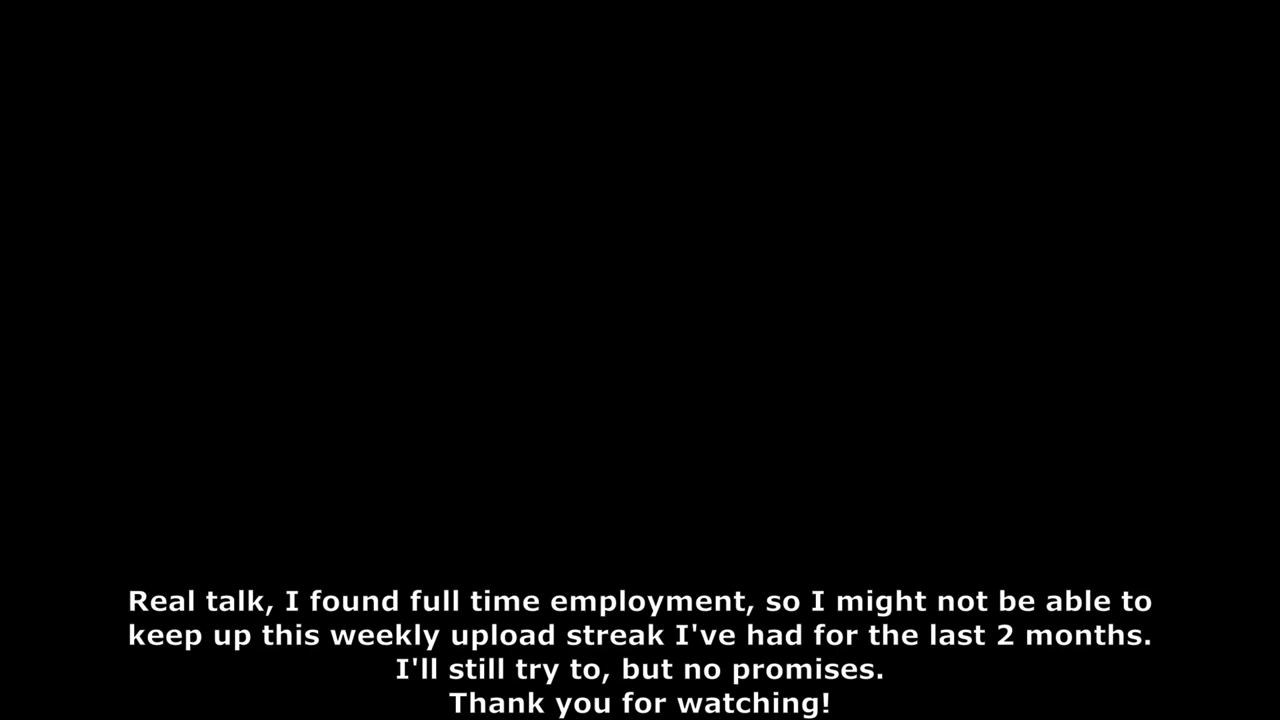 Real talk, I found full time employment, so I might not be able to
keep up this weekly upload streak I've had for the last 2 months.
I'll still try to, but no promises.
Thank you for watching!